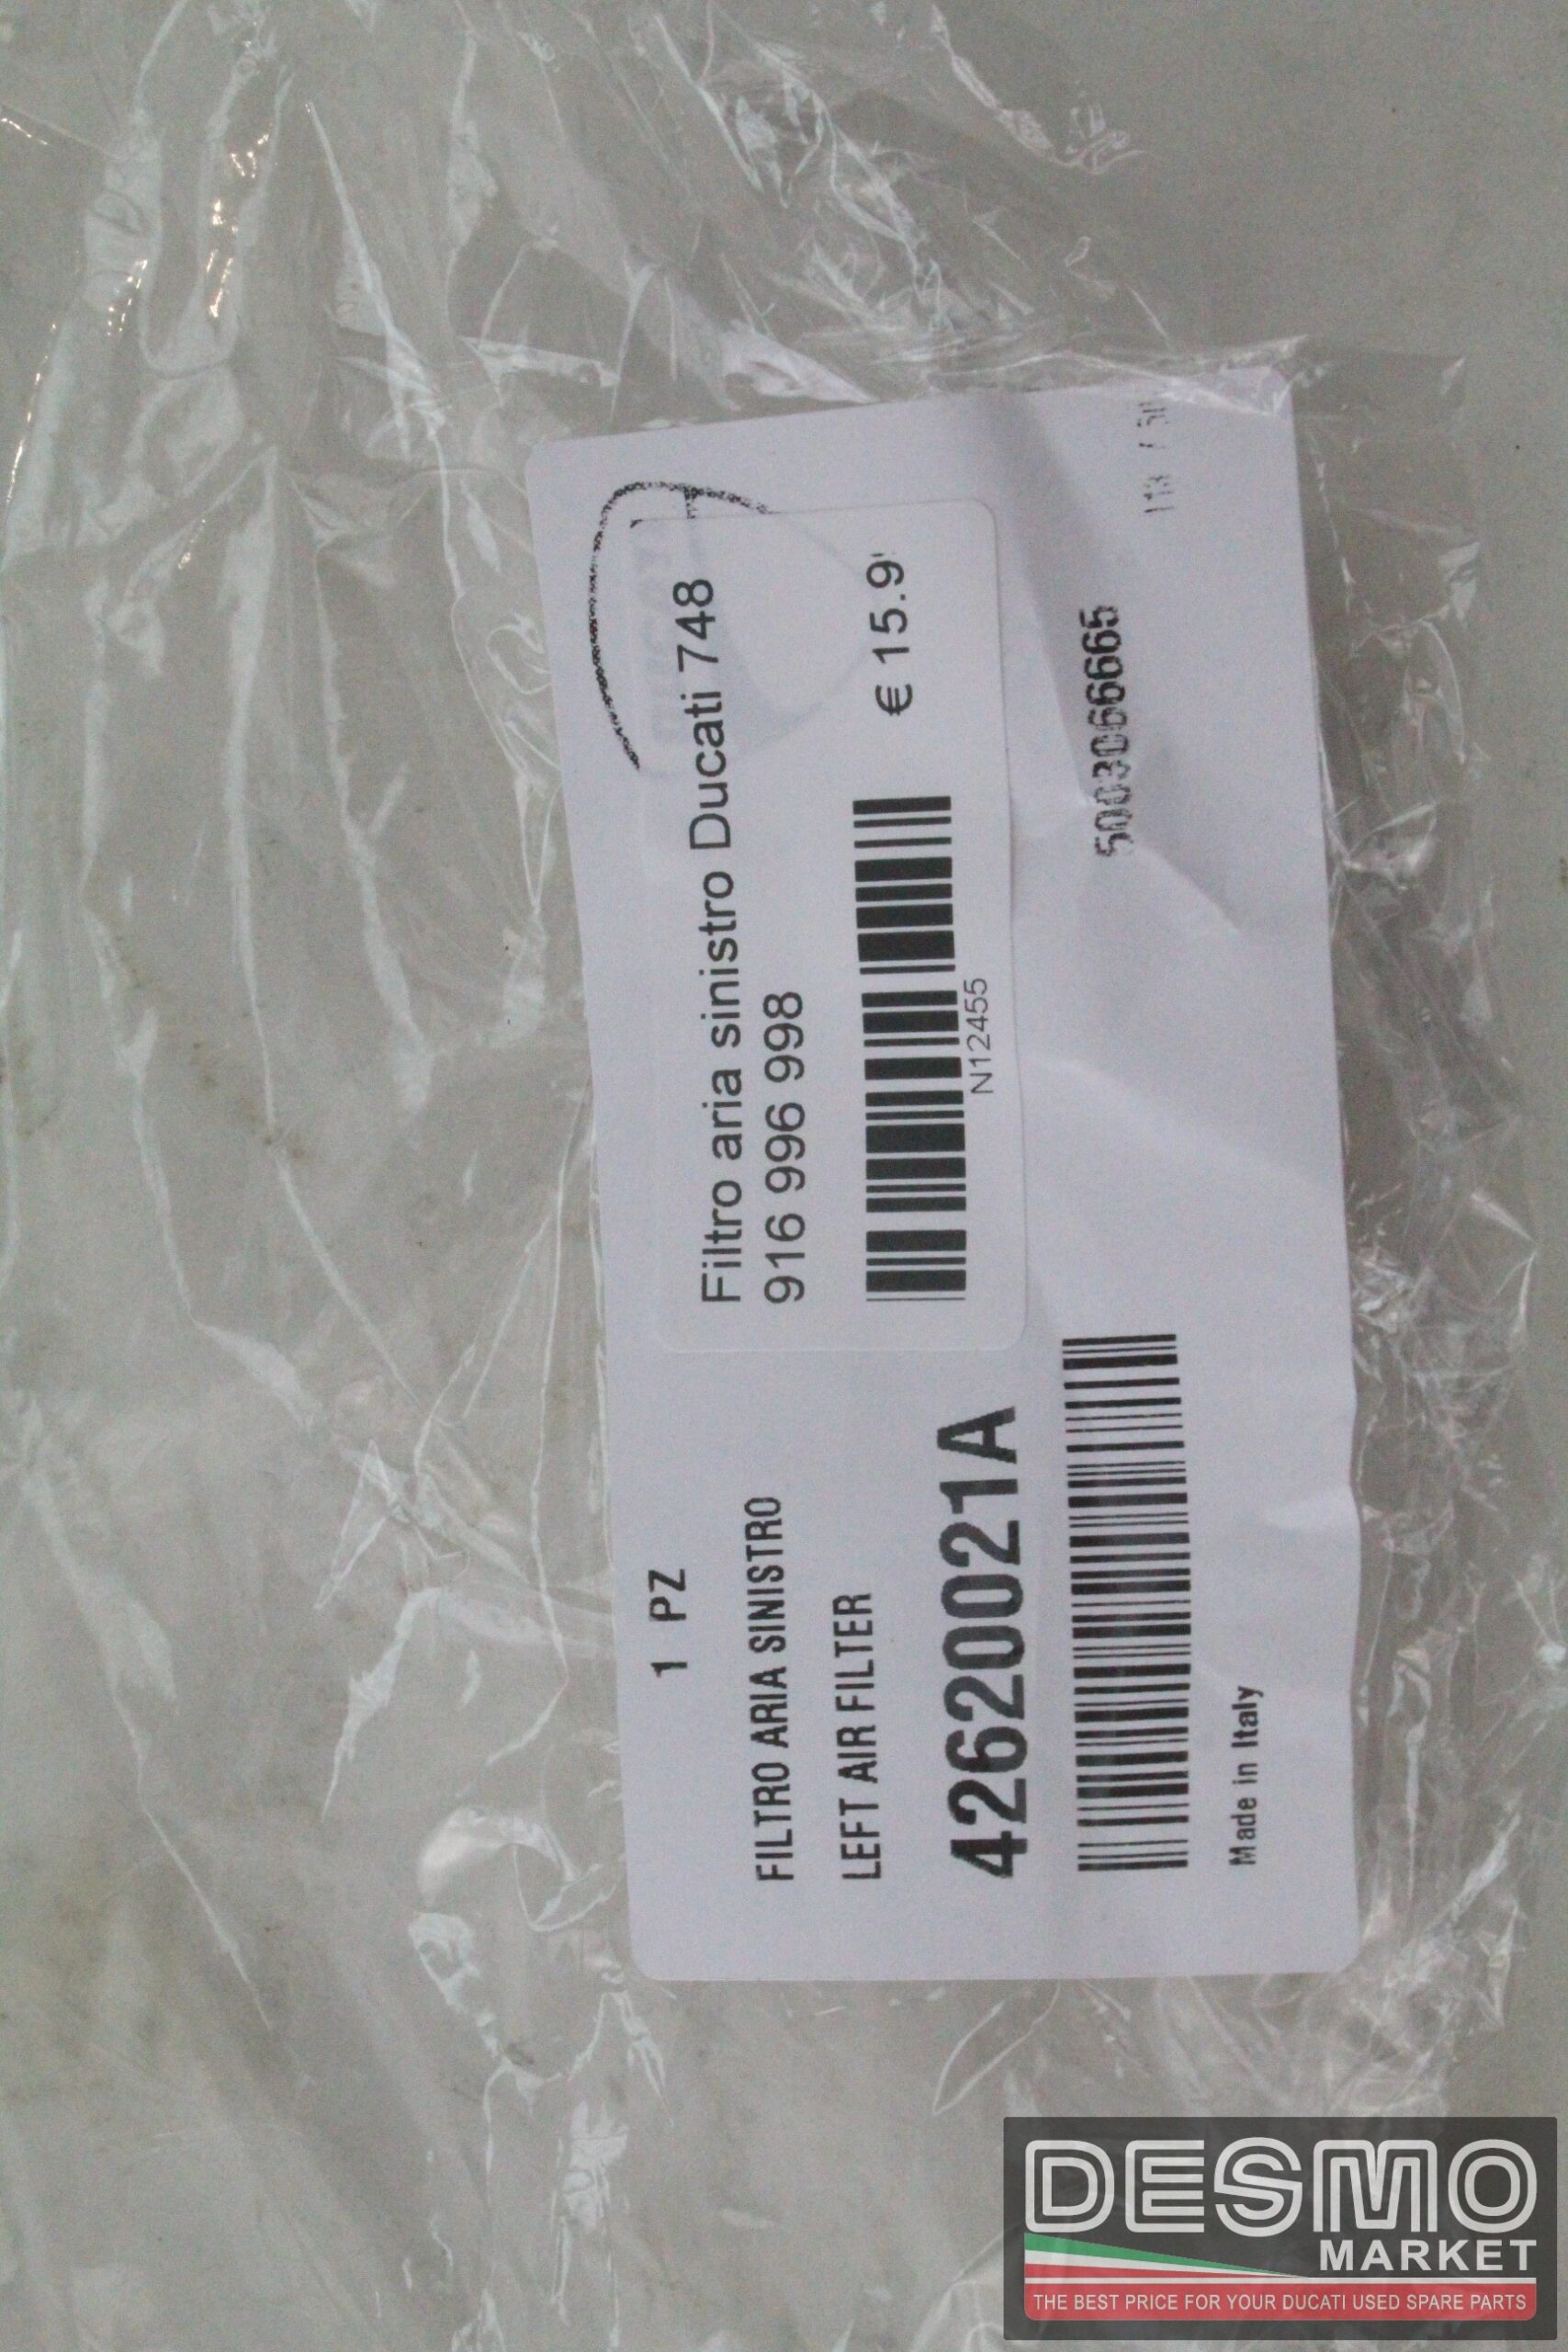 1 PZ
FILTRO ARIA SINISTRO
LEFT AIR FILTER
42620021A
Made in Italy
Filtro aria sinistro Ducati 748
916 996 998
€ 15.9
N12455
5003066665
DESMO
MARKET
THE BEST PRICE FOR YOUR DUCATI USED SPARE PARTS